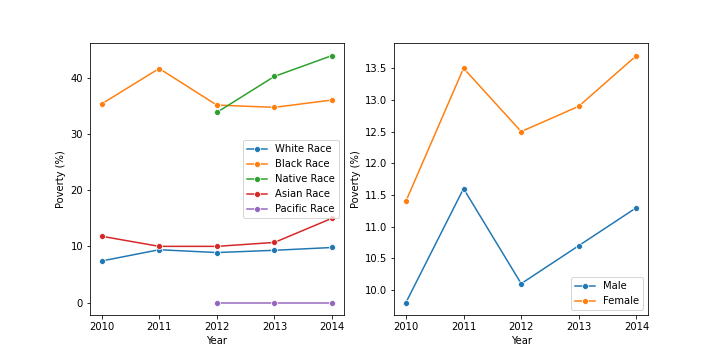 Poverty (%)
40
30
20
10
0
White Race
Black Race
Native Race
Asian Race
Pacific Race
2010 2011 2012 2013 2014
Year
Poverty (%)
13.5
13.0
12.5
12.0
11.5
11.0
10.5
10.0
Male
Female
2010 2011 2012 2013 2014
Year